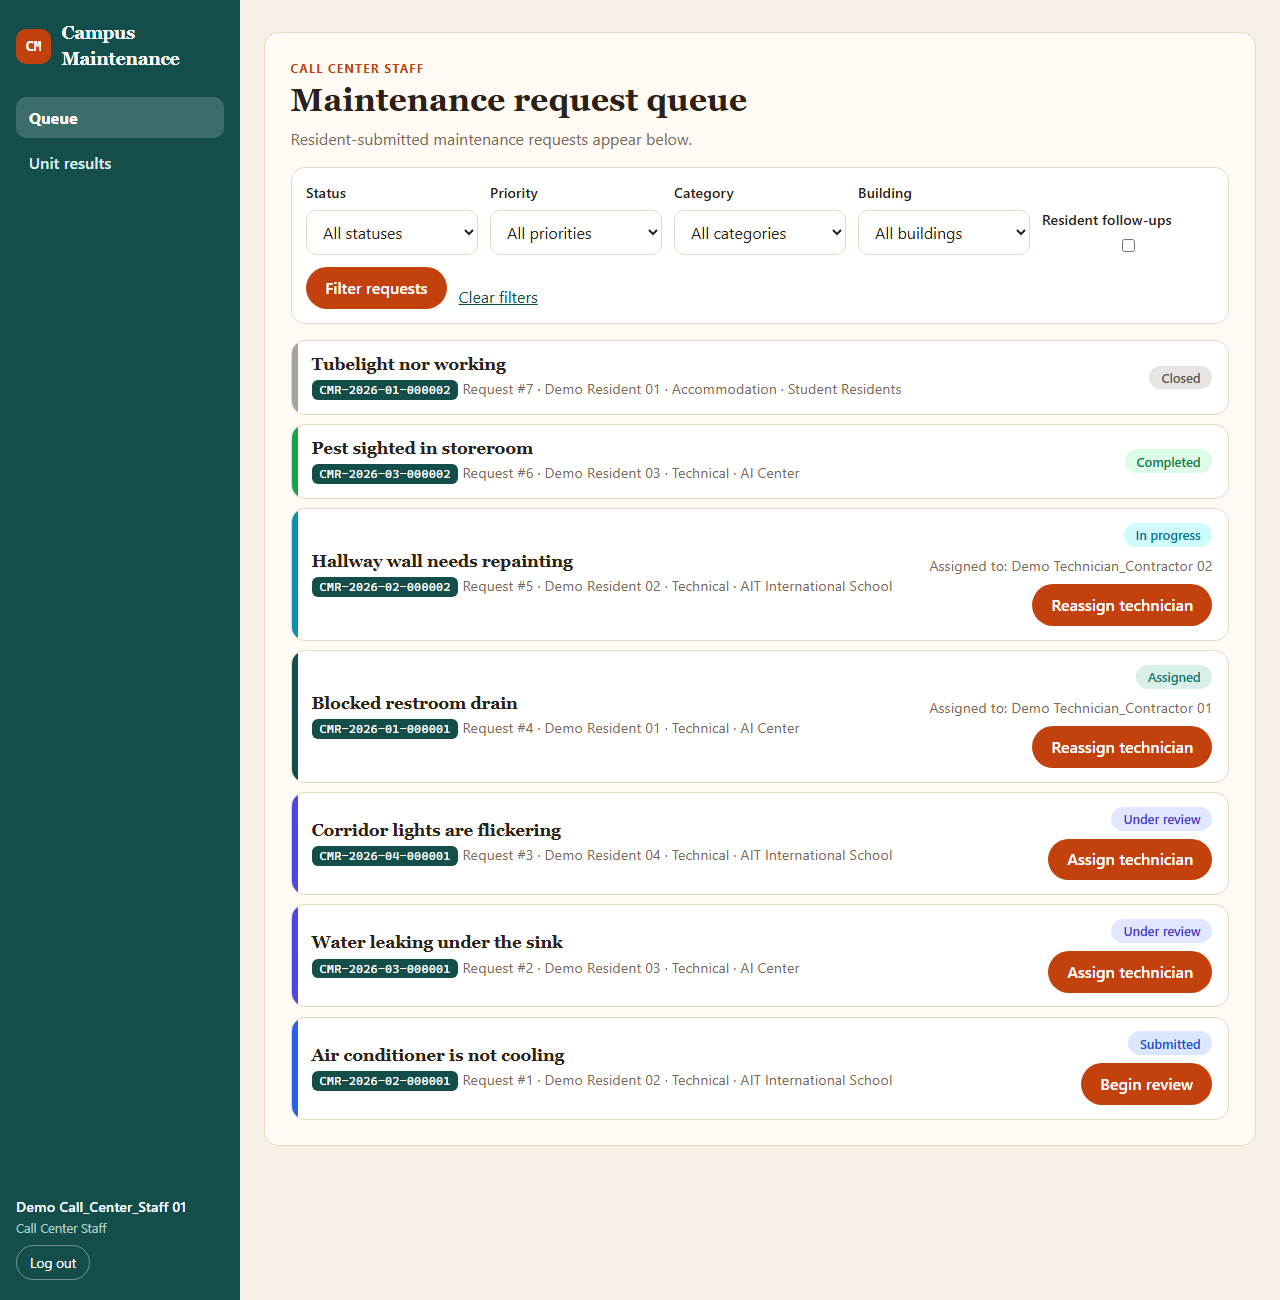 CM
Campus
Maintenance
Queue
Unit results
CALL CENTER STAFF
Maintenance request queue
Resident-submitted maintenance requests appear below.
Status
All statuses
Priority
All priorities
Category
All categories
Building
All buildings
Resident follow-ups
Filter requests
Clear filters
Tubelight nor working
CMR-2026-01-000002 Request #7 · Demo Resident 01 · Accommodation · Student Residents
Closed
Pest sighted in storeroom
CMR-2026-03-000002 Request #6 · Demo Resident 03 · Technical · AI Center
Completed
Hallway wall needs repainting
CMR-2026-02-000002 Request #5 · Demo Resident 02 · Technical · AIT International School
In progress
Assigned to: Demo Technician_Contractor 02
Reassign technician
Blocked restroom drain
CMR-2026-01-000001 Request #4 · Demo Resident 01 · Technical · AI Center
Assigned
Assigned to: Demo Technician_Contractor 01
Reassign technician
Corridor lights are flickering
CMR-2026-04-000001 Request #3 · Demo Resident 04 · Technical · AIT International School
Under review
Assign technician
Water leaking under the sink
CMR-2026-03-000001 Request #2 · Demo Resident 03 · Technical · AI Center
Under review
Assign technician
Air conditioner is not cooling
CMR-2026-02-000001 Request #1 · Demo Resident 02 · Technical · AIT International School
Submitted
Begin review
Demo Call_Center_Staff 01
Call Center Staff
Log out